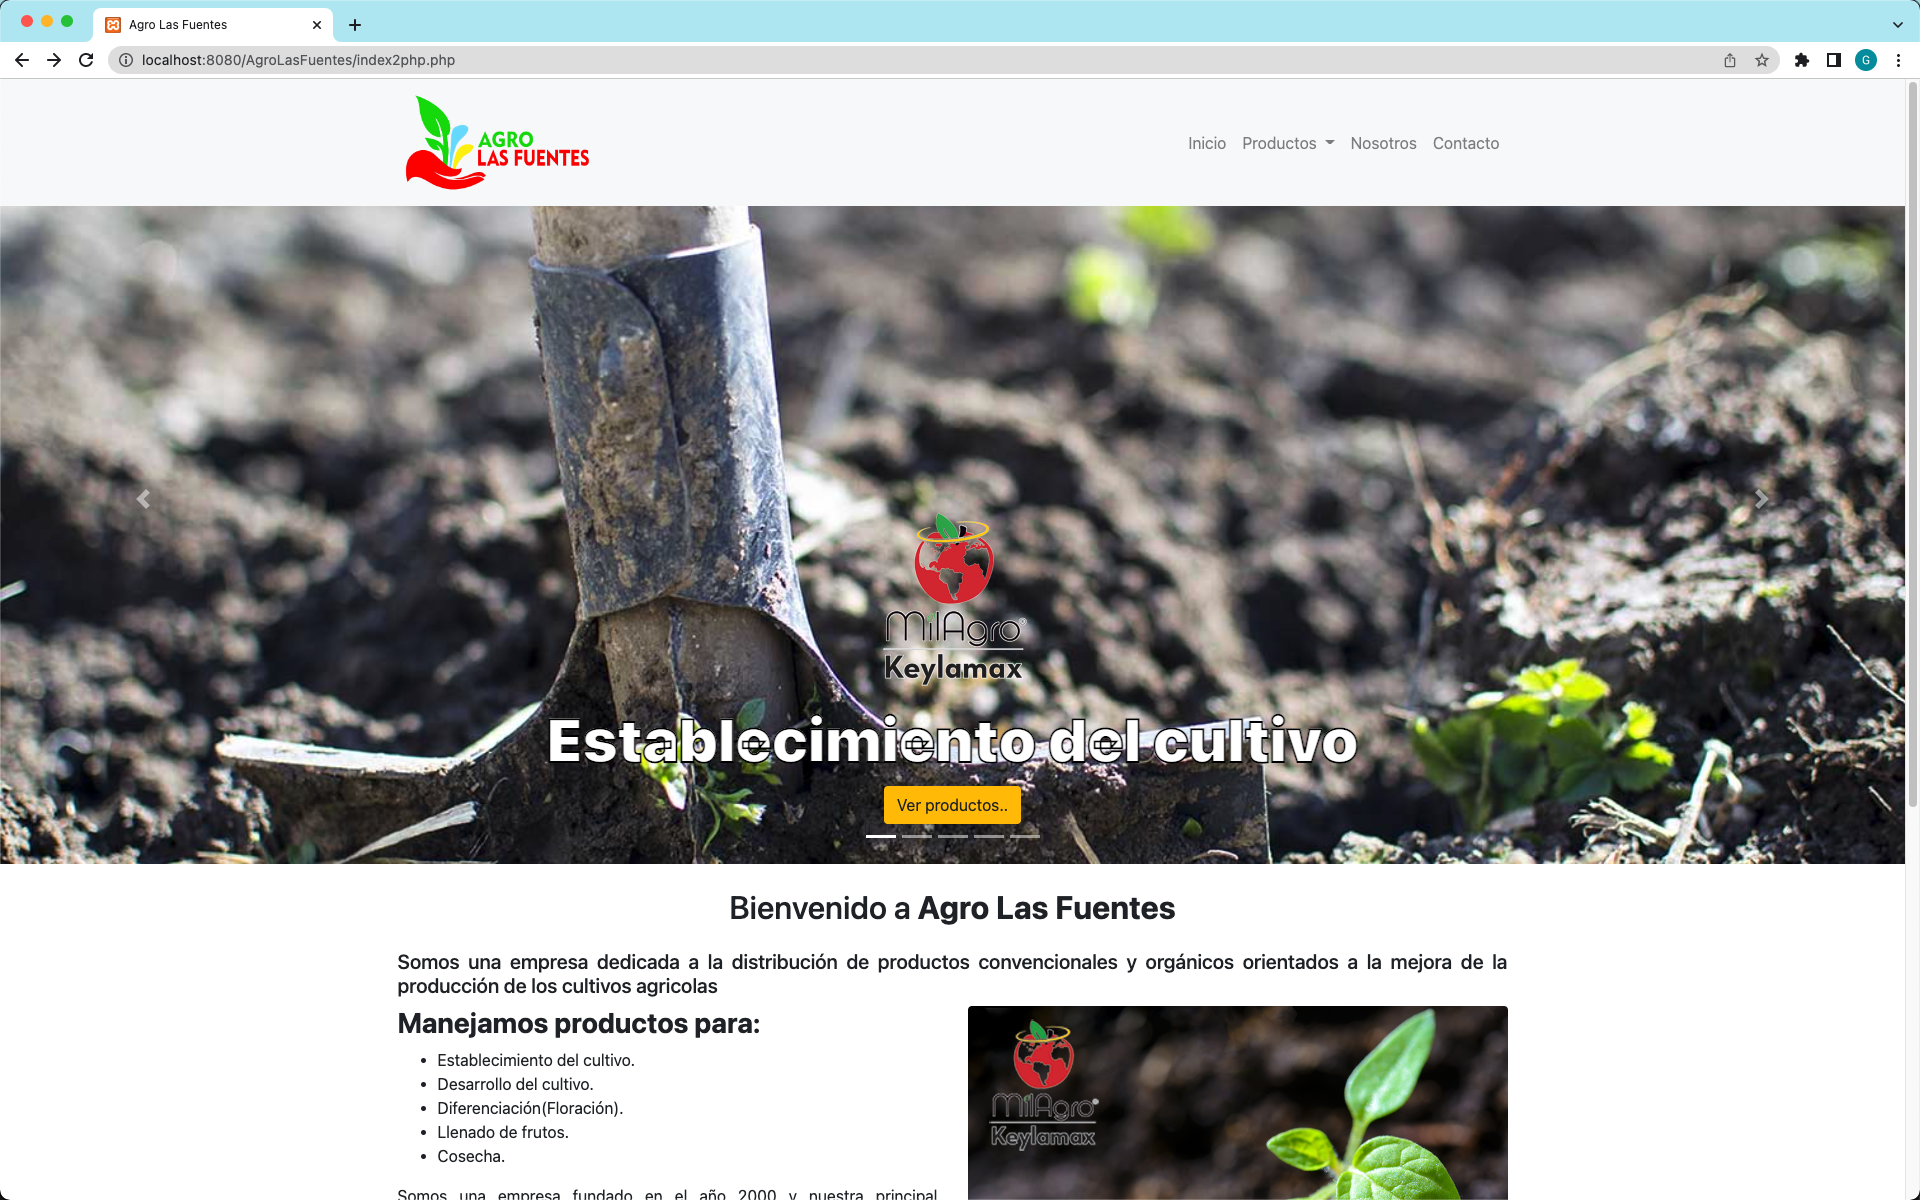 Agro Las Fuentes
localhost:8080/AgroLasFuentes/index2php.php
G
AGRO
LAS FUENTES
Inicio Productos Nosotros Contacto
MilAgro®
Keylamax
Establecimiento del cultivo
Ver productos..
Bienvenido a Agro Las Fuentes
Somos una empresa dedicada a la distribución de productos convencionales y orgánicos orientados a la mejora de la
producción de los cultivos agricolas
Manejamos productos para:
• Establecimiento del cultivo.
• Desarrollo del cultivo.
• Diferenciación(Floración).
• Llenado de frutos.
• Cosecha.
MilAgro®
Keylamax
Somos una empresa fundado en el año 2000 y nuestra principal